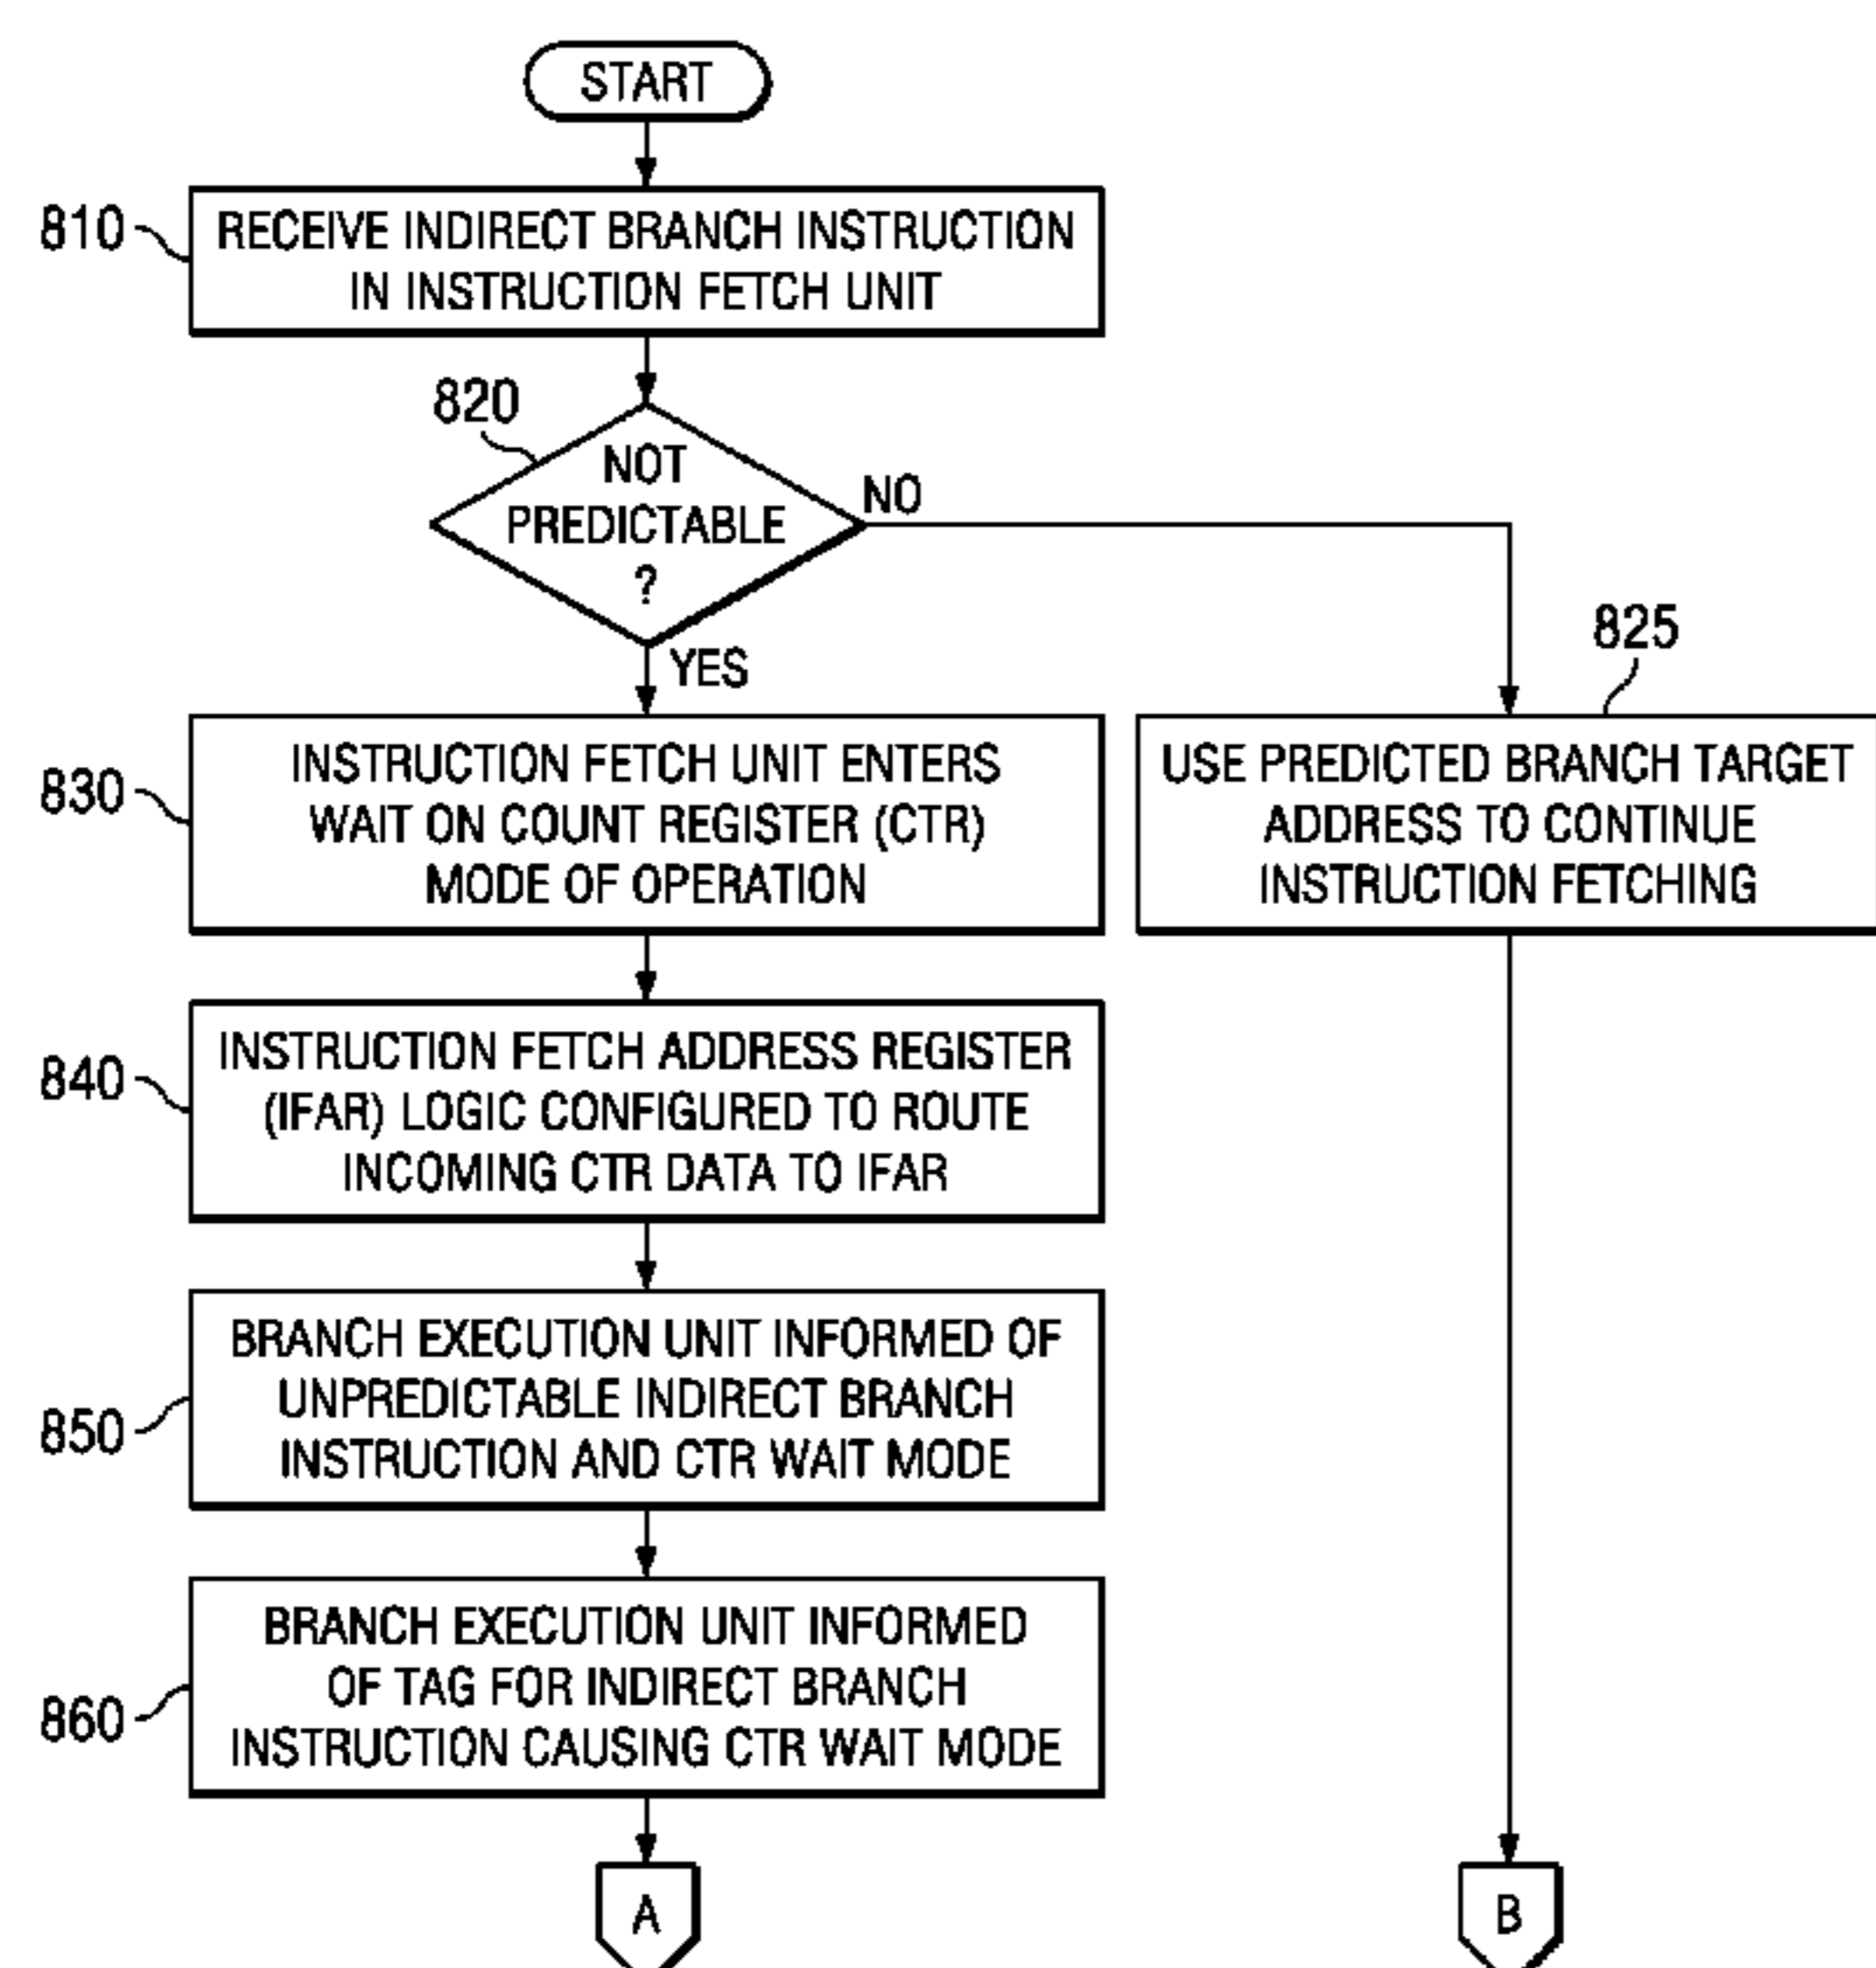 START
810
RECEIVE INDIRECT BRANCH INSTRUCTION
IN INSTRUCTION FETCH UNIT
820
NOT
PREDICTABLE
?
NO
YES
825
830
INSTRUCTION FETCH UNIT ENTERS
WAIT ON COUNT REGISTER (CTR)
MODE OF OPERATION
USE PREDICTED BRANCH TARGET
ADDRESS TO CONTINUE
INSTRUCTION FETCHING
840
INSTRUCTION FETCH ADDRESS REGISTER
(IFAR) LOGIC CONFIGURED TO ROUTE
INCOMING CTR DATA TO IFAR
850
BRANCH EXECUTION UNIT INFORMED OF
UNPREDICTABLE INDIRECT BRANCH
INSTRUCTION AND CTR WAIT MODE
860
BRANCH EXECUTION UNIT INFORMED
OF TAG FOR INDIRECT BRANCH
INSTRUCTION CAUSING CTR WAIT MODE
A
B